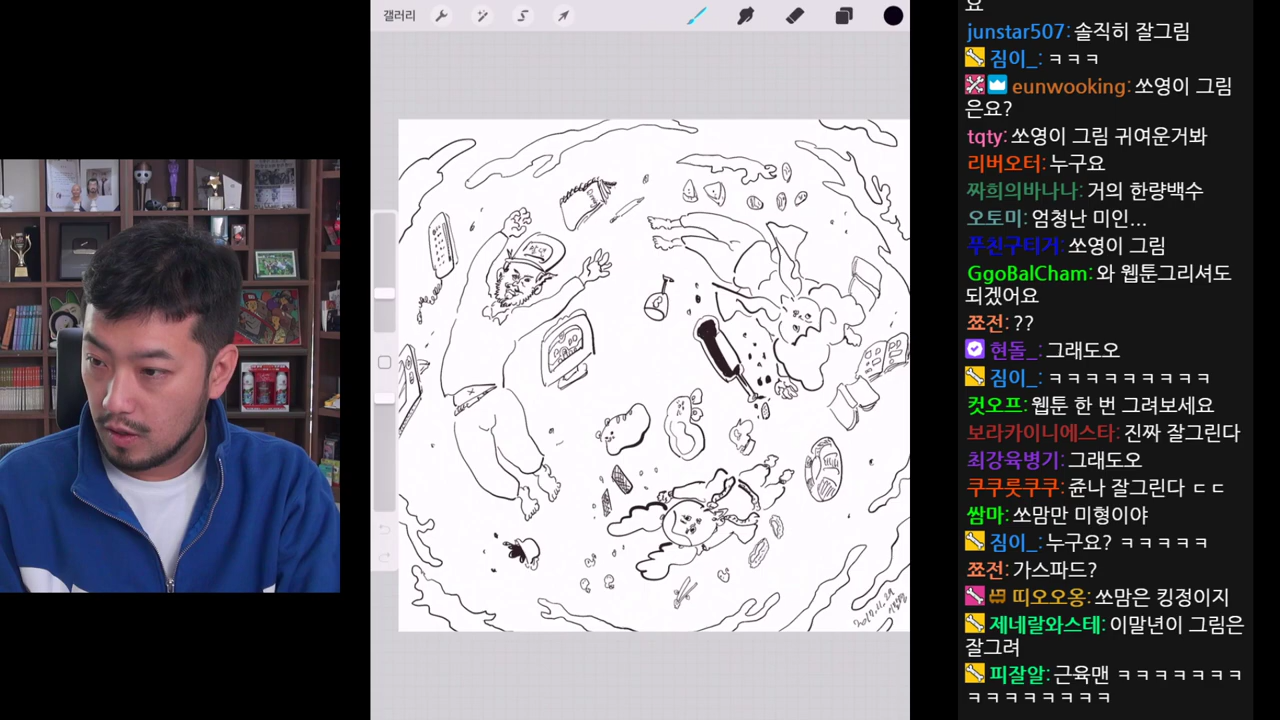 갤러리
요
junstar507: 솔직히 잘그림
짐이_: ㅋㅋㅋ
eunwooking: 쏘영이 그림
은요?
tqty: 쏘영이 그림 귀여운거봐
리버오터: 누구요
짜희의바나나: 거의 한량백수
오토미: 엄청난 미인...
푸친구티거: 쏘영이 그림
GgoBalCham: 와 웹툰그리셔도
되겠어요
쬬전: ??
현돌_: 그래도오
짐이_: ㅋㅋㅋㅋㅋㅋㅋㅋㅋ
컷오프: 웹툰 한 번 그려보세요
보라카이니에스타: 진짜 잘그린다
최강육병기: 그래도오
쿠쿠룻쿠쿠: 쥰나 잘그린다 ㄷㄷ
쌈마: 쏘맘만 미형이야
짐이_: 누구요? ㅋㅋㅋㅋㅋ
쬬전: 가스파드?
띠오오옹: 쏘맘은 킹정이지
제네랄와스테: 이말년이 그림은
잘그려
피잘알: 근육맨 ㅋㅋㅋㅋㅋㅋㅋ
ㅋㅋㅋㅋㅋㅋㅋㅋ